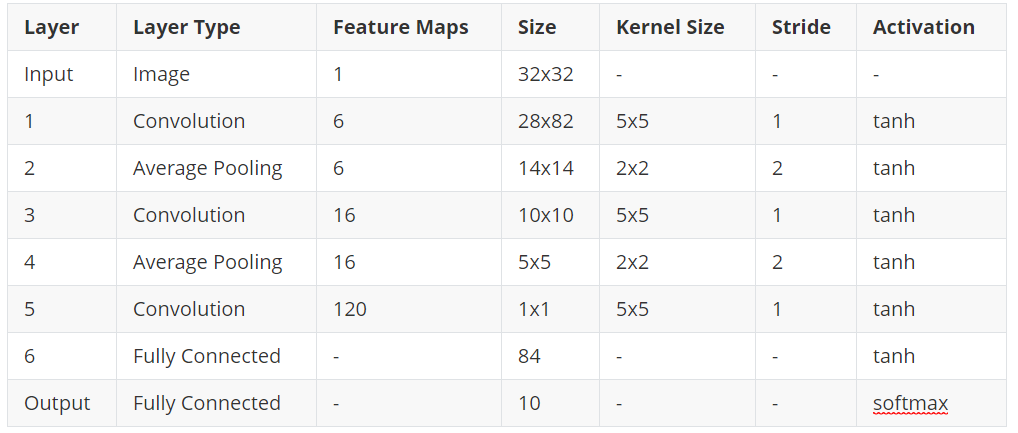 Layer Layer Type Feature Maps Size Kernel Size Stride Activation
Input Image 1 32x32 - - -
1 Convolution 6 28x82 5x5 1 tanh
2 Average Pooling 6 14x14 2x2 2 tanh
3 Convolution 16 10x10 5x5 1 tanh
4 Average Pooling 16 5x5 2x2 2 tanh
5 Convolution 120 1x1 5x5 1 tanh
6 Fully Connected - 84 - - tanh
Output Fully Connected - 10 - - softmax